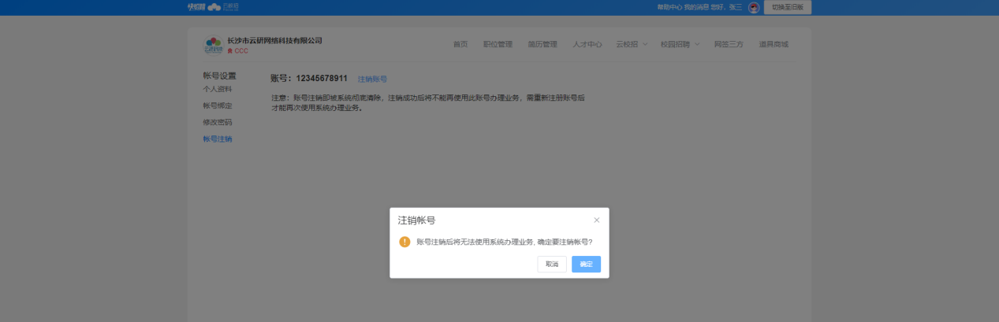 云校招
帮助中心 我的消息 您好，张三
切换至旧版
长沙市云研网络科技有限公司
CCC
首页 职位管理 简历管理 人才中心 云校招 校园招聘 网签三方 道具商城
帐号设置
个人资料
帐号绑定
修改密码
帐号注销
账号：12345678911 注销账号
注意：账号注销即被系统彻底清除，注销成功后将不能再使用此账号办理业务，需重新注册账号后
才能再次使用系统办理业务。
注销帐号
账号注销后将无法使用系统办理业务, 确定要注销帐号?
取消 确定